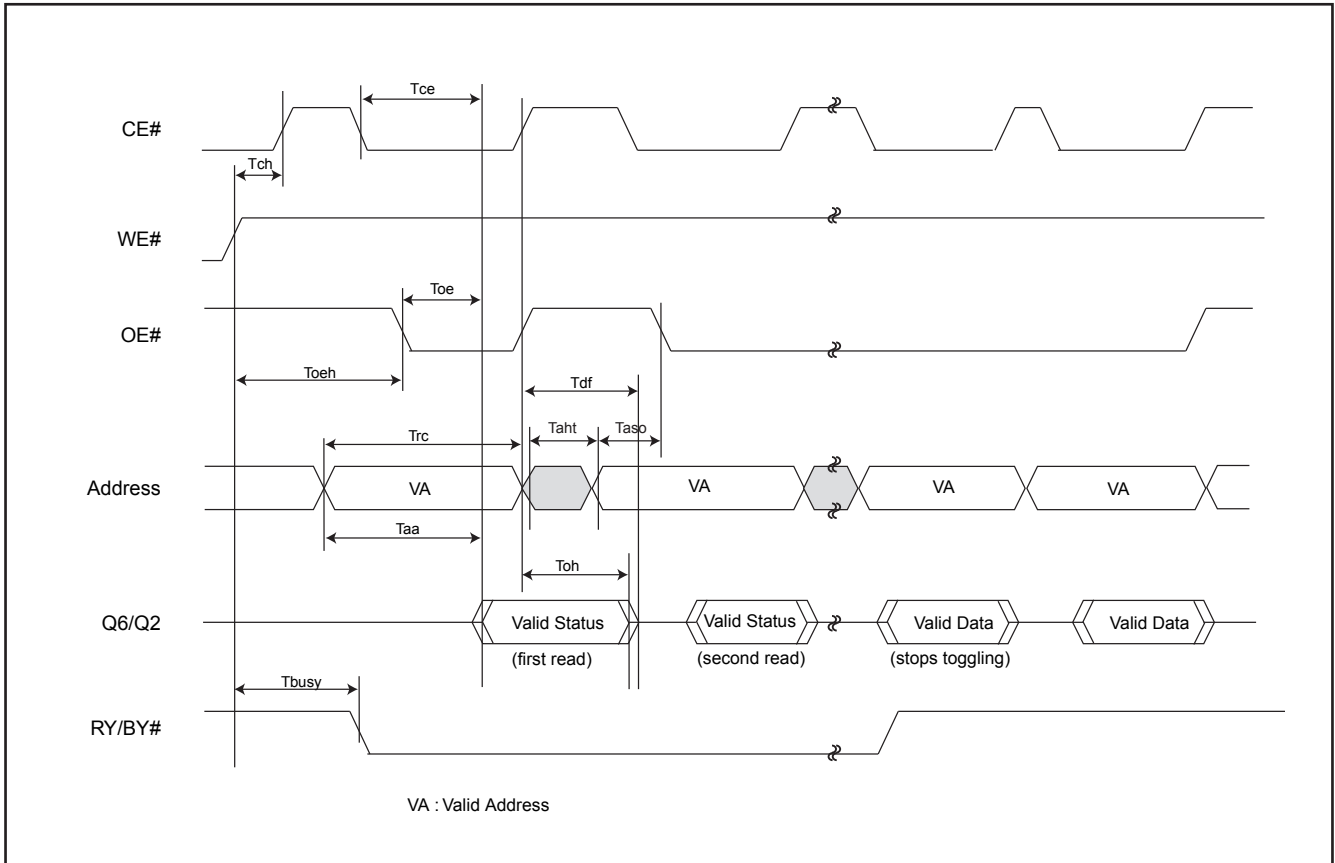 Tce
CE#
Tch
WE#
Toe
OE#
Toeh
Tdf
Taht
Taso
Trc
Address
VA
VA
VA
VA
Taa
Toh
Q6/Q2
Valid Status
Valid Status
Valid Data
Valid Data
(first read)
(second read)
(stops toggling)
Tbusy
RY/BY#
VA : Valid Address